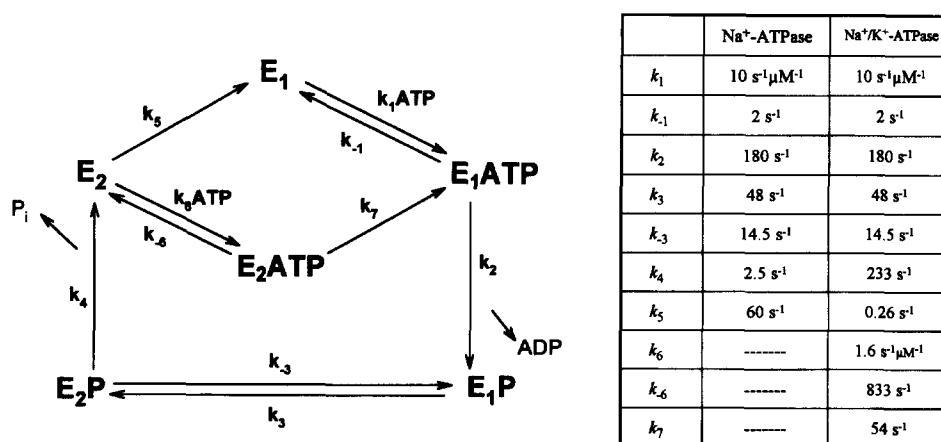 E₁
k₅
k₁ATP
k₋₁
E₂
E₁ATP
k₆ATP
k₇
k₋₆
E₂ATP
Pᵢ
k₄
k₂
ADP
E₂P
k₋₃
E₁P
k₃
Na⁺-ATPase Na⁺/K⁺-ATPase
k₁ 10 s⁻¹μM⁻¹ 10 s⁻¹μM⁻¹
k₋₁ 2 s⁻¹ 2 s⁻¹
k₂ 180 s⁻¹ 180 s⁻¹
k₃ 48 s⁻¹ 48 s⁻¹
k₋₃ 14.5 s⁻¹ 14.5 s⁻¹
k₄ 2.5 s⁻¹ 233 s⁻¹
k₅ 60 s⁻¹ 0.26 s⁻¹
k₆ ------- 1.6 s⁻¹μM⁻¹
k₋₆ ------- 833 s⁻¹
k₇ ------- 54 s⁻¹